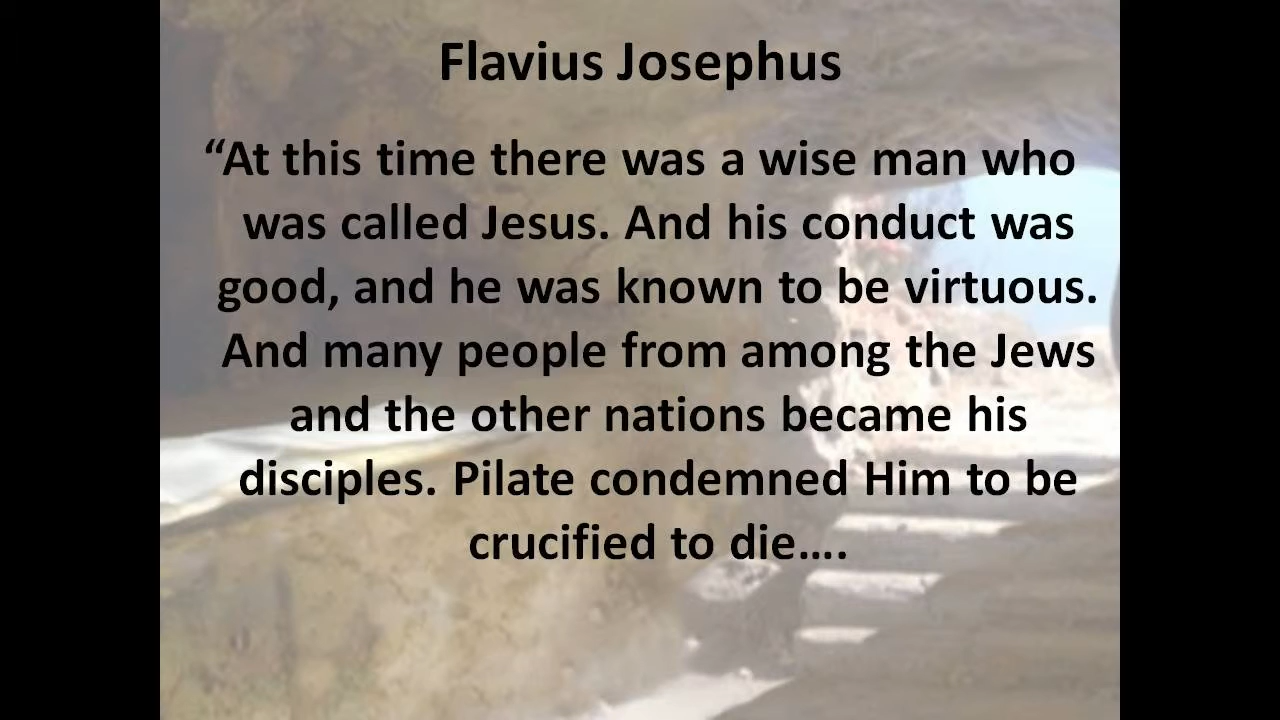 Flavius Josephus
“At this time there was a wise man who
was called Jesus. And his conduct was
good, and he was known to be virtuous.
And many people from among the Jews
and the other nations became his
disciples. Pilate condemned Him to be
crucified to die….